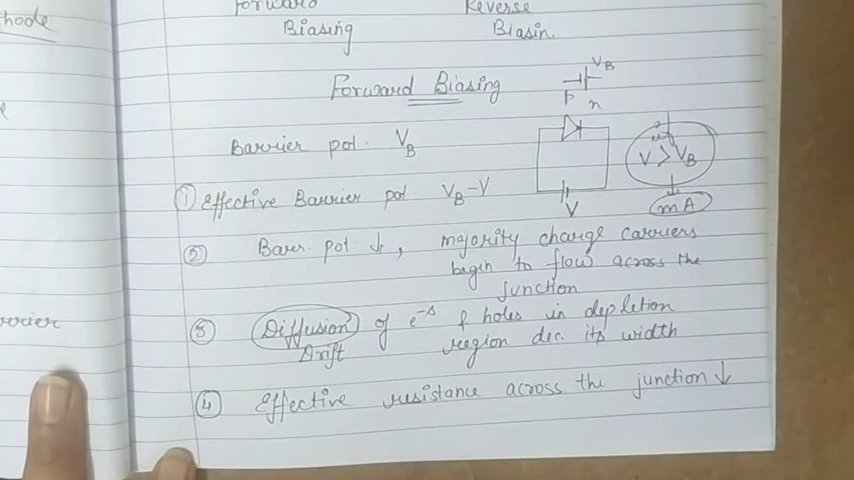 hode
Forward Reverse
Biasing Biasin
Forward Biasing
VB
p n
Barrier pot. VB
V > VB
① Effective Barrier pot VB-V
V
mA
② Barr. pot ↓, majority charge carriers
begin to flow across the
junction
③ Diffusion of e-s & holes in depletion
Drift region dec. its width
④ Effective resistance across the junction ↓